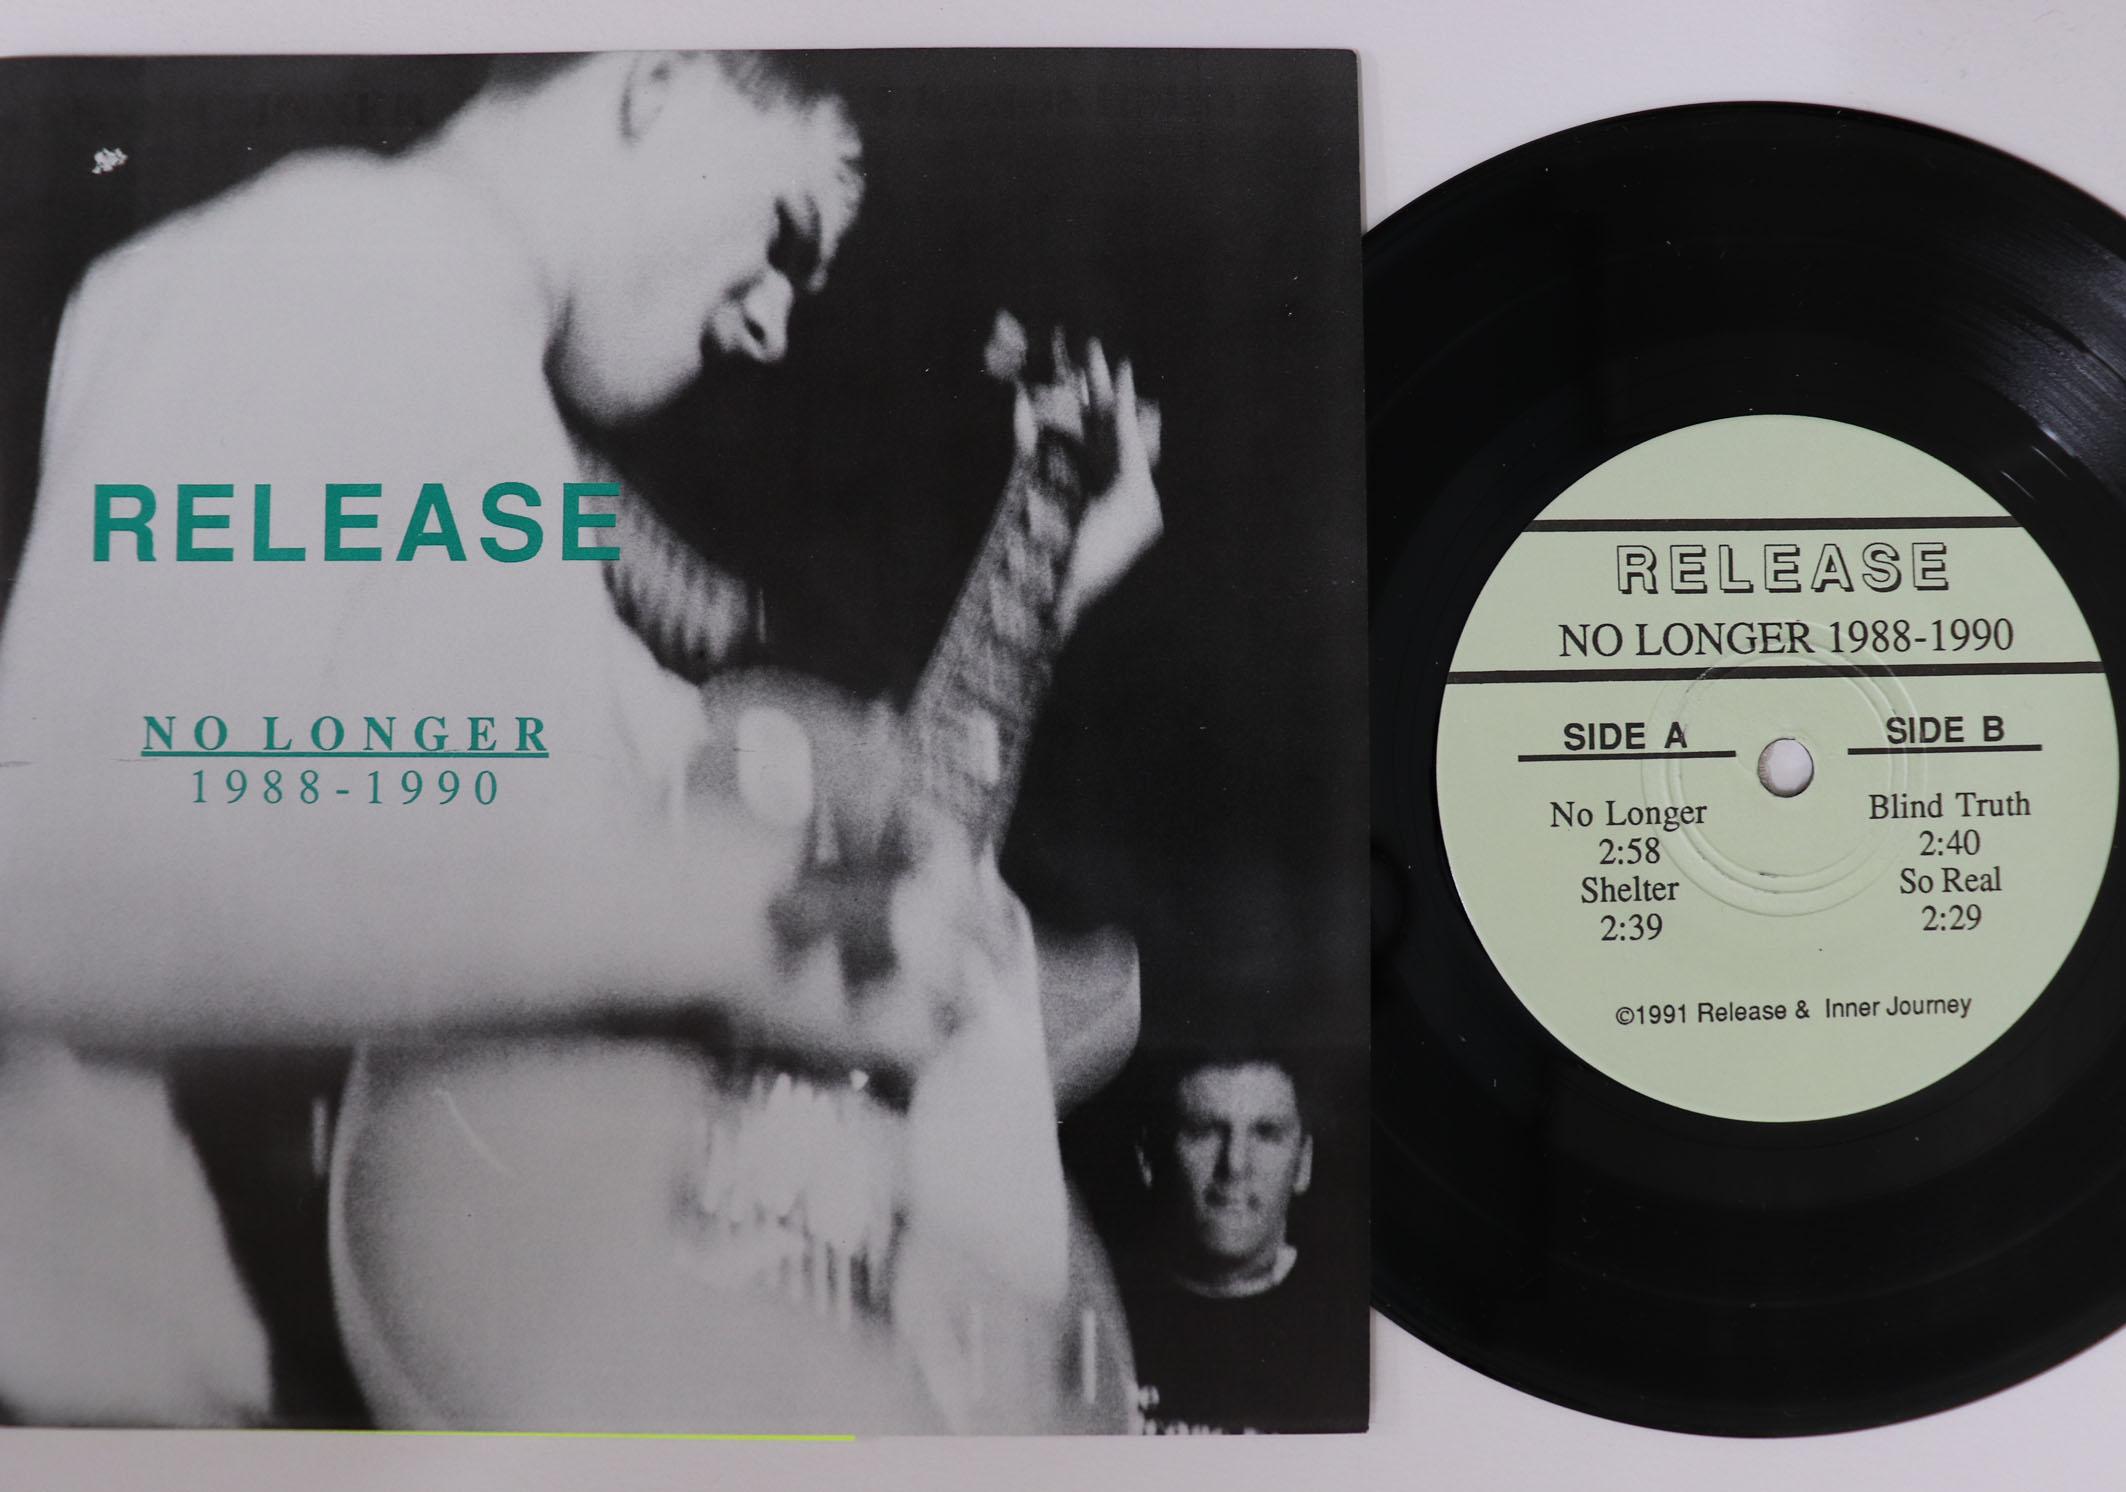 RELEASE
NO LONGER
1988-1990
RELEASE
NO LONGER 1988-1990
SIDE A
No Longer
2:58
Shelter
2:39
SIDE B
Blind Truth
2:40
So Real
2:29
©1991 Release & Inner Journey